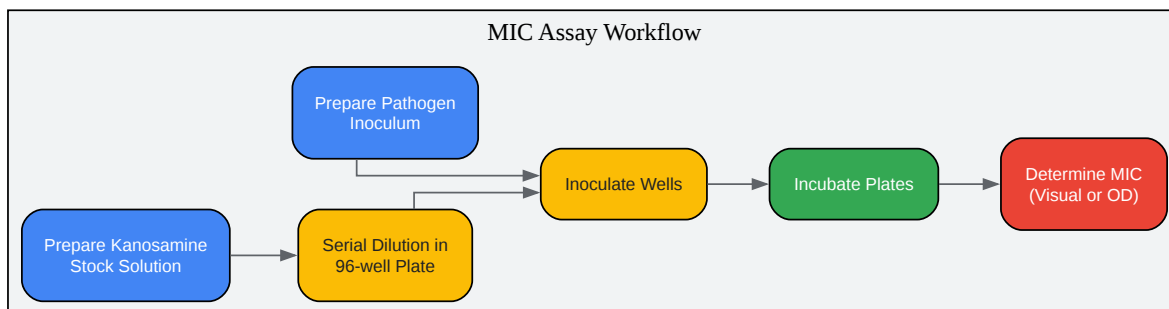 MIC Assay Workflow
Prepare Pathogen
Inoculum
Inoculate Wells
Incubate Plates
Determine MIC
(Visual or OD)
Prepare Kanosamine
Stock Solution
Serial Dilution in
96-well Plate